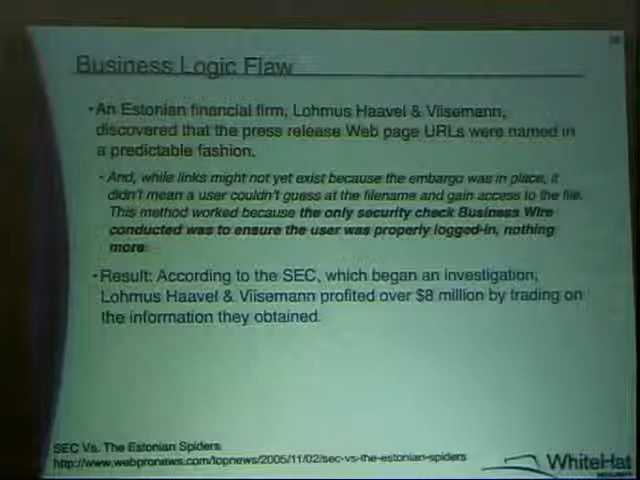 Business Logic Flaw
•An Estonian financial firm, Lohmus Haavel & Viisemann,
discovered that the press release Web page URLs were named in
a predictable fashion.
• And, while links might not yet exist because the embargo was in place, it
didn't mean a user couldn't guess at the filename and gain access to the file.
This method worked because the only security check Business Wire
conducted was to ensure the user was properly logged-in, nothing
more.
•Result: According to the SEC, which began an investigation,
Lohmus Haavel & Viisemann profited over $8 million by trading on
the information they obtained.
SEC Vs. The Estonian Spiders
http://www.webpronews.com/topnews/2005/11/02/sec-vs-the-estonian-spiders
WhiteHat